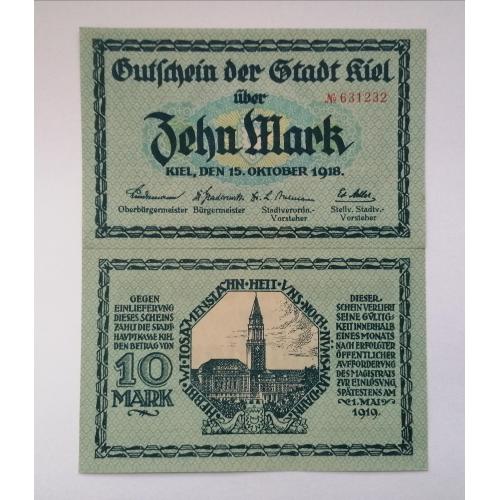 Gutschein der Stadt Kiel
über
№ 631232
Zehn Mark
KIEL, DEN 15. OKTOBER 1918.
Oberbürgermeister Bürgermeister Stadtverordn.- Stellv. Stadtv.-
Vorsteher Vorsteher
GEGEN
EINLIEFERUNG
DIESES SCHEINS
ZAHLT DIE STADT-
HAUPTKASSE KIEL
DEN BETRAG VON
10
MARK
DIESER
SCHEIN VERLIERT
SEINE GÜLTIG-
KEIT INNERHALB
EINES MONATS
NACH ERFOLGTER
ÖFFENTLICHER
AUFFORDERUNG
DES MAGISTRATS
ZUR EINLÖSUNG,
SPÄTESTENS AM
1. MAI
1919.